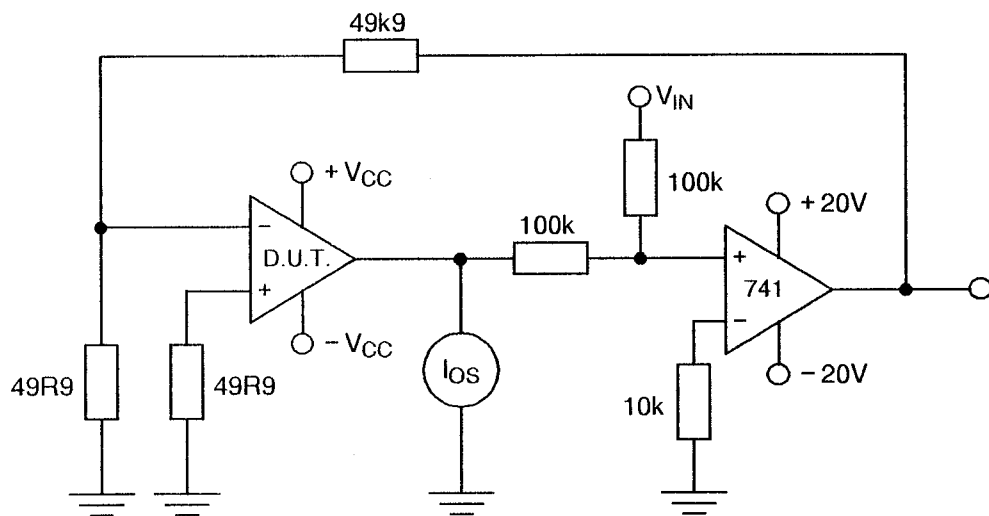 49k9
V_IN
+ V_CC
100k
100k
+ 20V
−
D.U.T.
+
+
741
−
− V_CC
49R9
49R9
I_OS
10k
− 20V